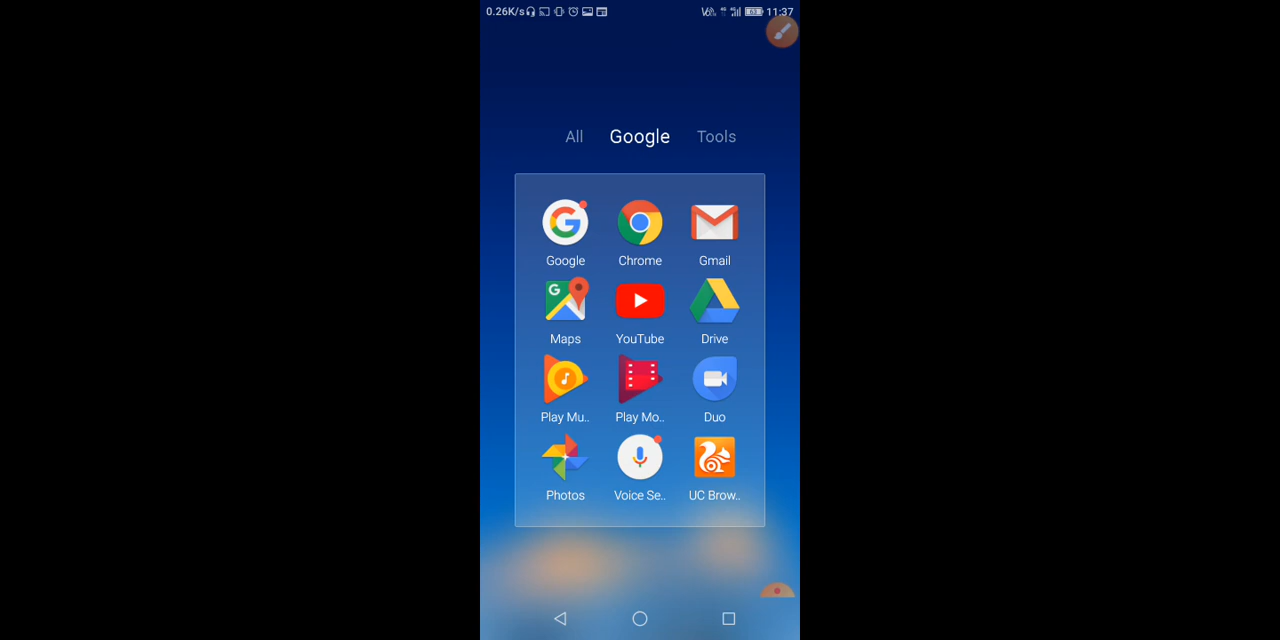 0.26K/s 63 11:37
All Google Tools
Google Chrome Gmail
Maps YouTube Drive
Play Mu.. Play Mo.. Duo
Photos Voice Se.. UC Brow..